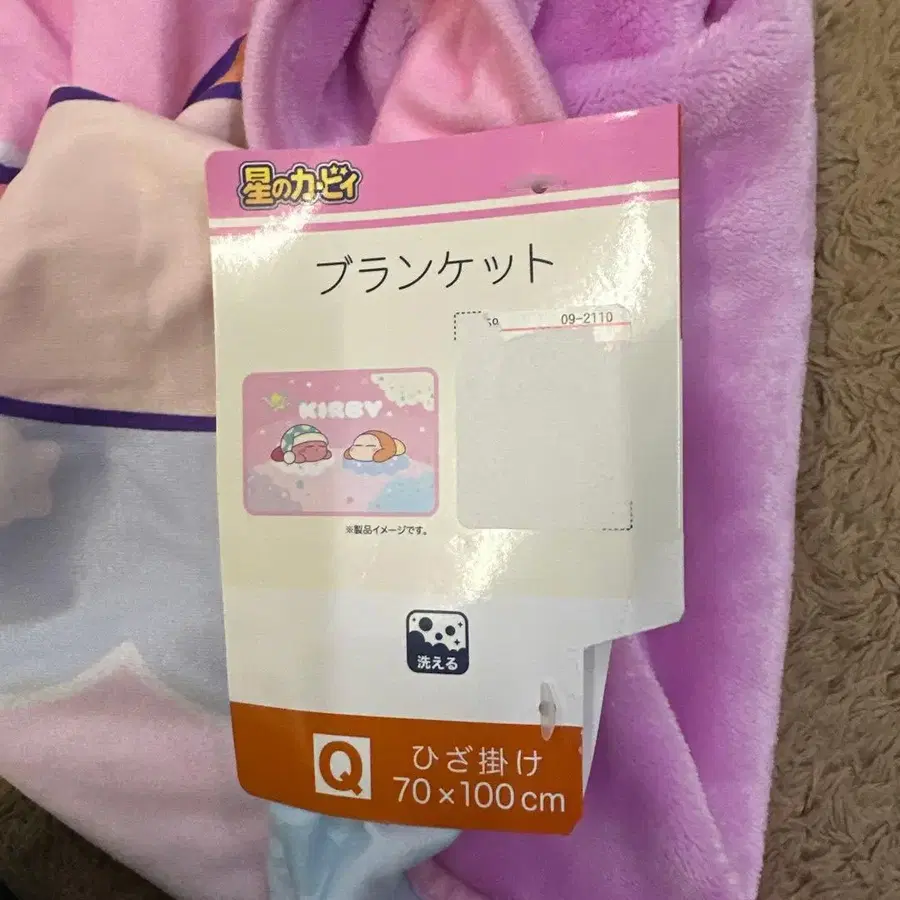 星のカービィ
ブランケット
09-2110
KIRBY
※製品イメージです。
洗える
Q
ひざ掛け
70×100cm